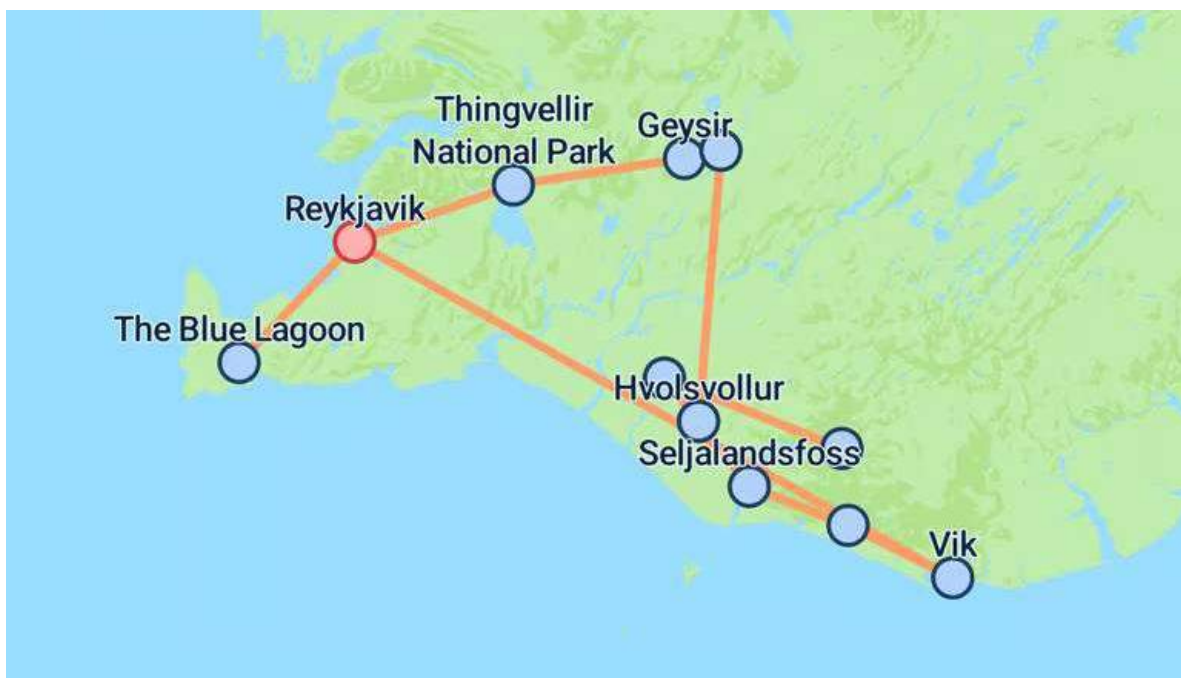 Thingvellir
National Park
Geysir
Reykjavik
The Blue Lagoon
Hvolsvollur
Seljalandsfoss
Vik